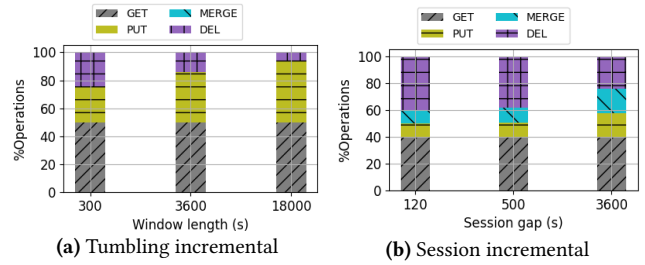 GET MERGE
PUT DEL
%Operations
100
80
60
40
20
0
300 3600 18000
Window length (s)
(a) Tumbling incremental
GET MERGE
PUT DEL
%Operations
100
80
60
40
20
0
120 500 3600
Session gap (s)
(b) Session incremental